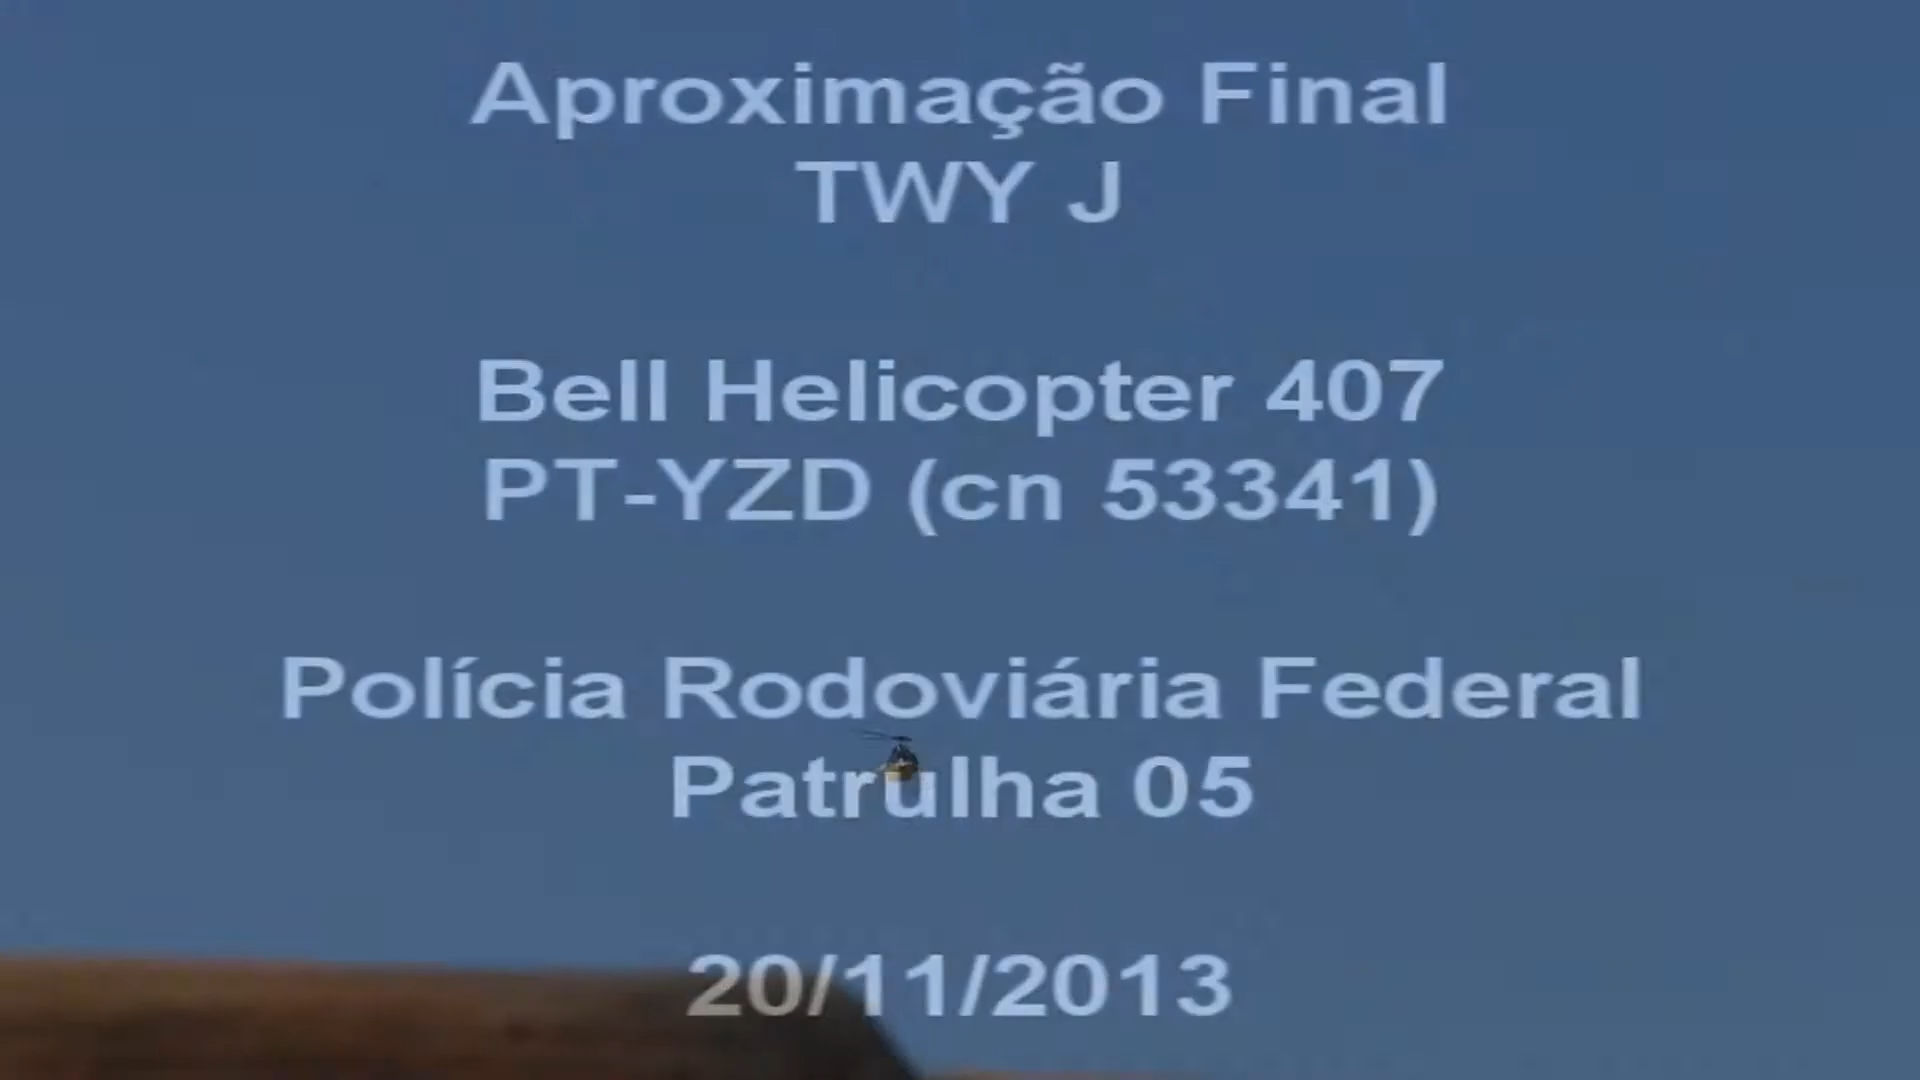 Aproximação Final
TWY J
Bell Helicopter 407
PT-YZD (cn 53341)
Polícia Rodoviária Federal
Patrulha 05
20/11/2013